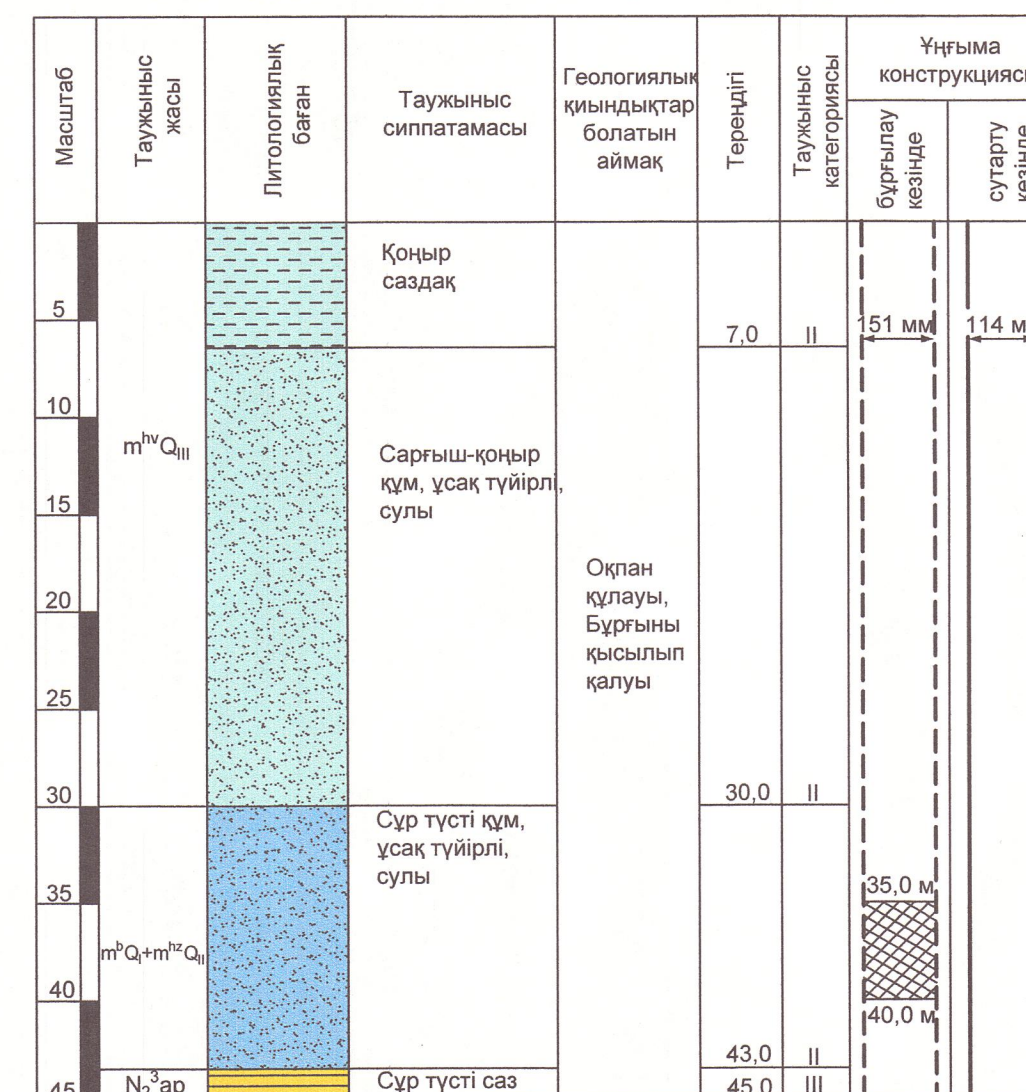 Масштаб
Таужыныс
жасы
Литологиялық
баған
Таужыныс
сиппатамасы
Геологиялық
қиындықтар
болатын
аймақ
Тереңдігі
Таужыныс
категориясы
Ұңғыма
конструкциясы
бұрғылау
кезінде
сутарту
кезінде
Қоңыр
саздақ
5
7,0
II
151 мм
114 м
10
mʰᵛQIII
Сарғыш-қоңыр
құм, ұсақ түйірлі,
сулы
15
20
Оқпан
құлауы,
Бұрғыны
қысылып
қалуы
25
30
30,0
II
Сұр түсті құм,
ұсақ түйірлі,
сулы
35
35,0 м
mᵇQI+mʰᶻQII
40
40,0 м
43,0
II
45
N₂³ap
Сұр түсті саз
45,0
III